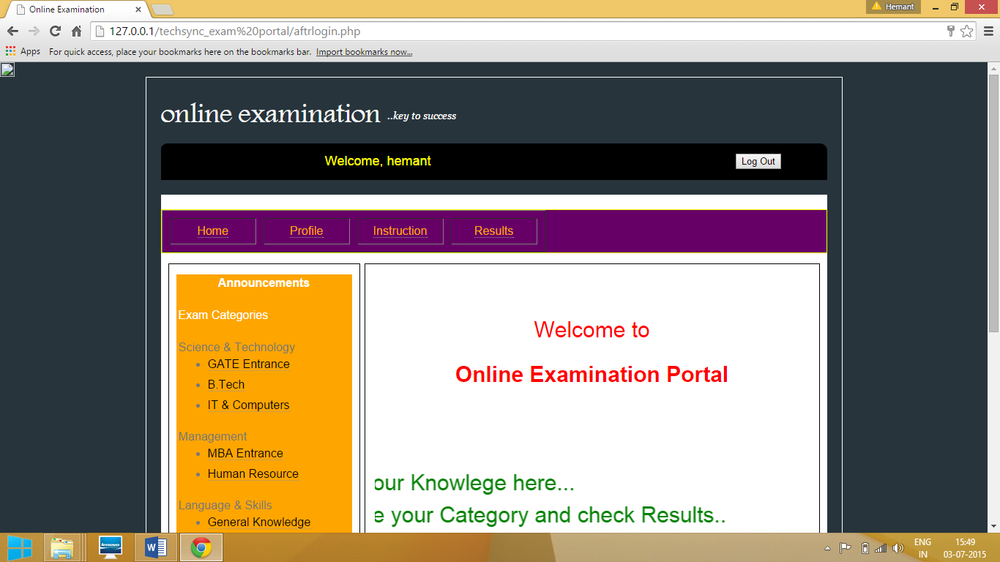 Online Examination
Hemant
127.0.0.1/techsync_exam%20portal/aftrlogin.php
Apps For quick access, place your bookmarks here on the bookmarks bar. Import bookmarks now...
online examination ..key to success
Welcome, hemant
Log Out
Home Profile Instruction Results
Announcements
Exam Categories
Science & Technology
GATE Entrance
B.Tech
IT & Computers
Management
MBA Entrance
Human Resource
Language & Skills
General Knowledge
Welcome to
Online Examination Portal
our Knowlege here...
e your Category and check Results..
lenovo
ENG
IN
15:49
03-07-2015